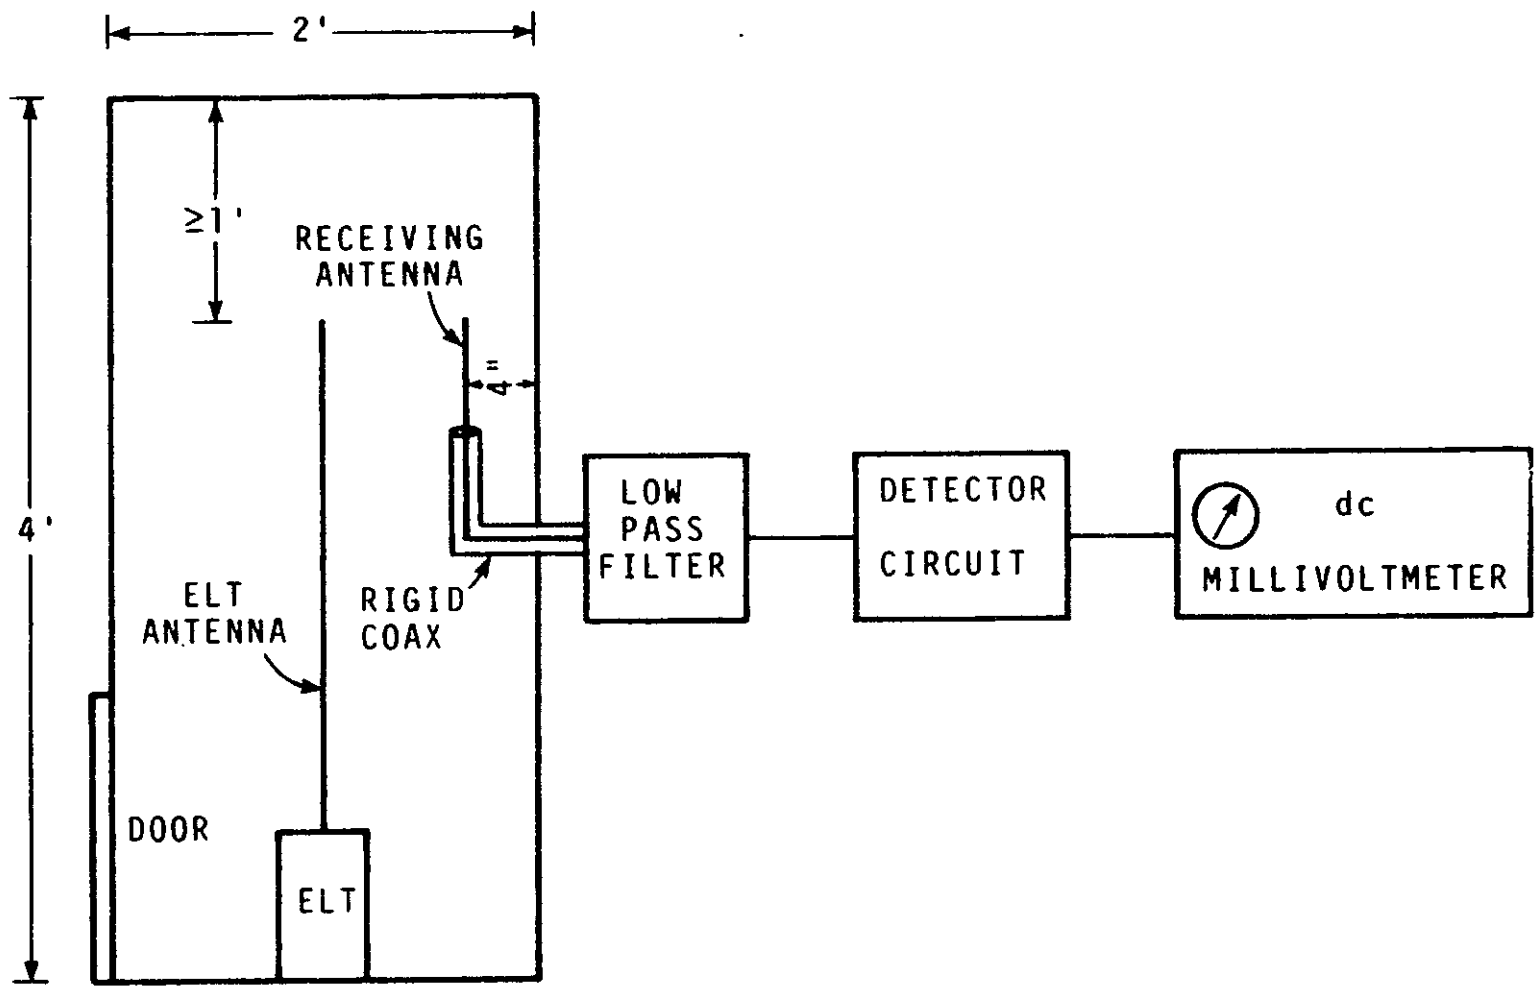 2'
≥1'
RECEIVING
ANTENNA
4"
4'
LOW
PASS
FILTER
DETECTOR
CIRCUIT
dc
MILLIVOLTMETER
RIGID
COAX
ELT
ANTENNA
DOOR
ELT